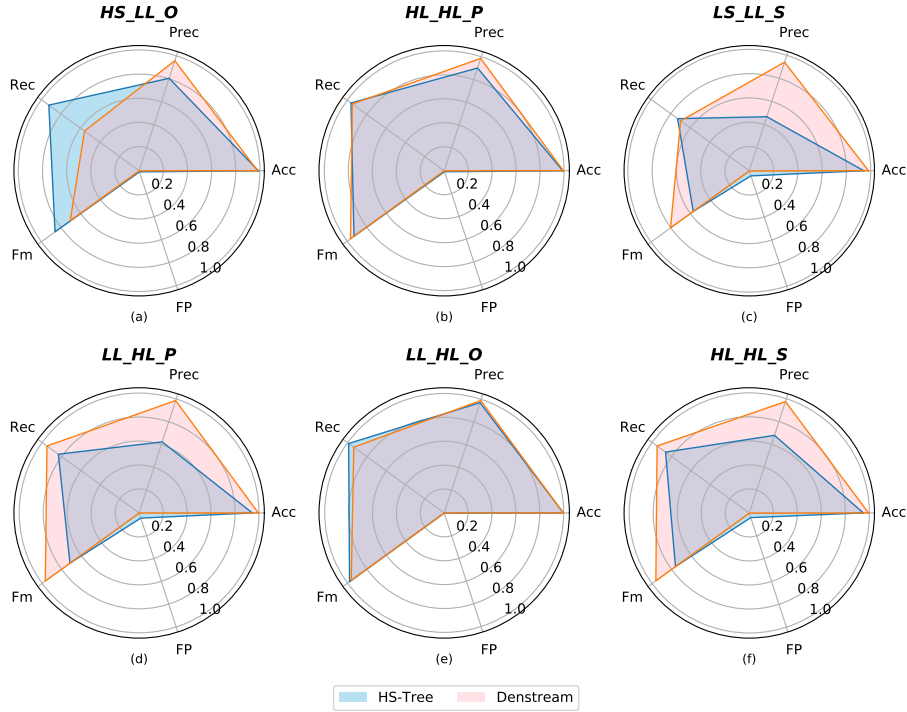 HS_LL_O
Prec
Rec
Acc
0.2
0.4
0.6
0.8
1.0
Fm
FP
(a)
HL_HL_P
Prec
Rec
Acc
0.2
0.4
0.6
0.8
1.0
Fm
FP
(b)
LS_LL_S
Prec
Rec
Acc
0.2
0.4
0.6
0.8
1.0
Fm
FP
(c)
LL_HL_P
Prec
Rec
Acc
0.2
0.4
0.6
0.8
1.0
Fm
FP
(d)
LL_HL_O
Prec
Rec
Acc
0.2
0.4
0.6
0.8
1.0
Fm
FP
(e)
HL_HL_S
Prec
Rec
Acc
0.2
0.4
0.6
0.8
1.0
Fm
FP
(f)
HS-Tree Denstream